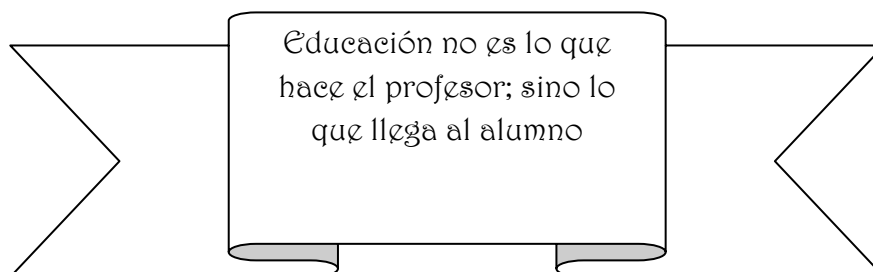 Educación no es lo que
hace el profesor; sino lo
que llega al alumno